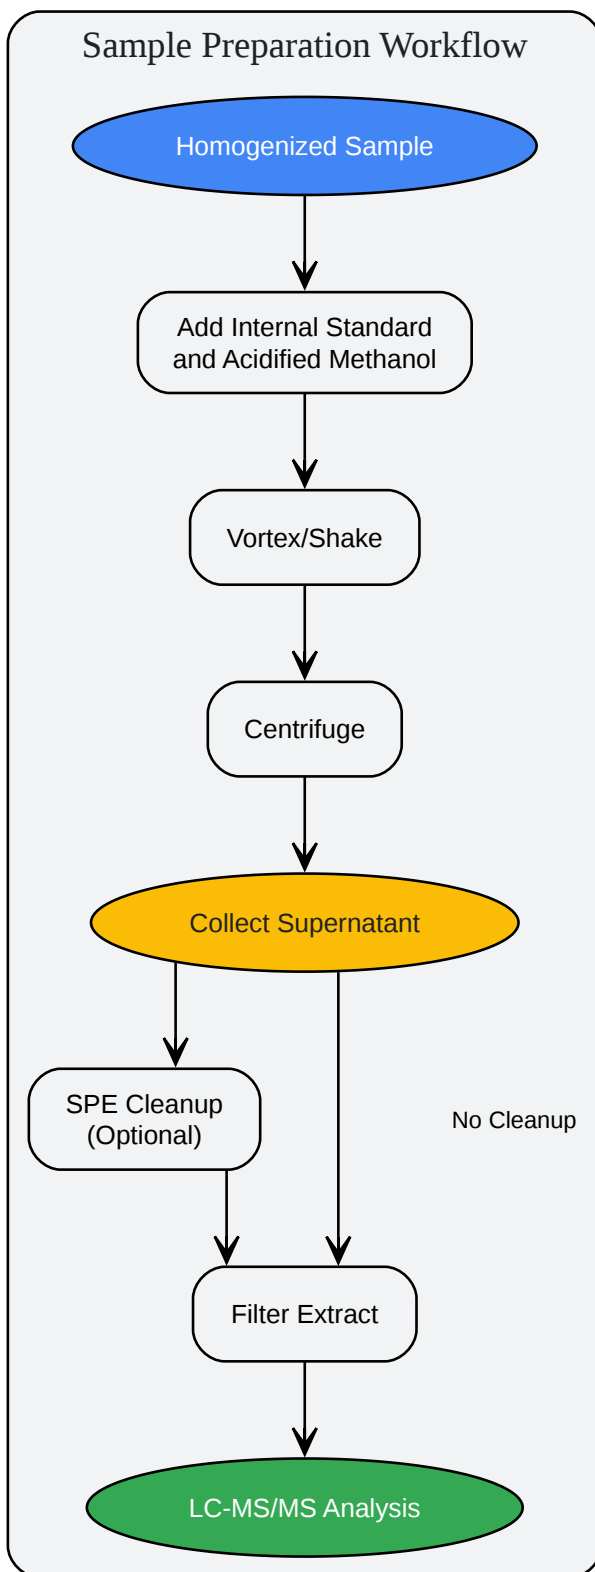 Sample Preparation Workflow
Homogenized Sample
Add Internal Standard
and Acidified Methanol
Vortex/Shake
Centrifuge
Collect Supernatant
SPE Cleanup
(Optional)
No Cleanup
Filter Extract
LC-MS/MS Analysis